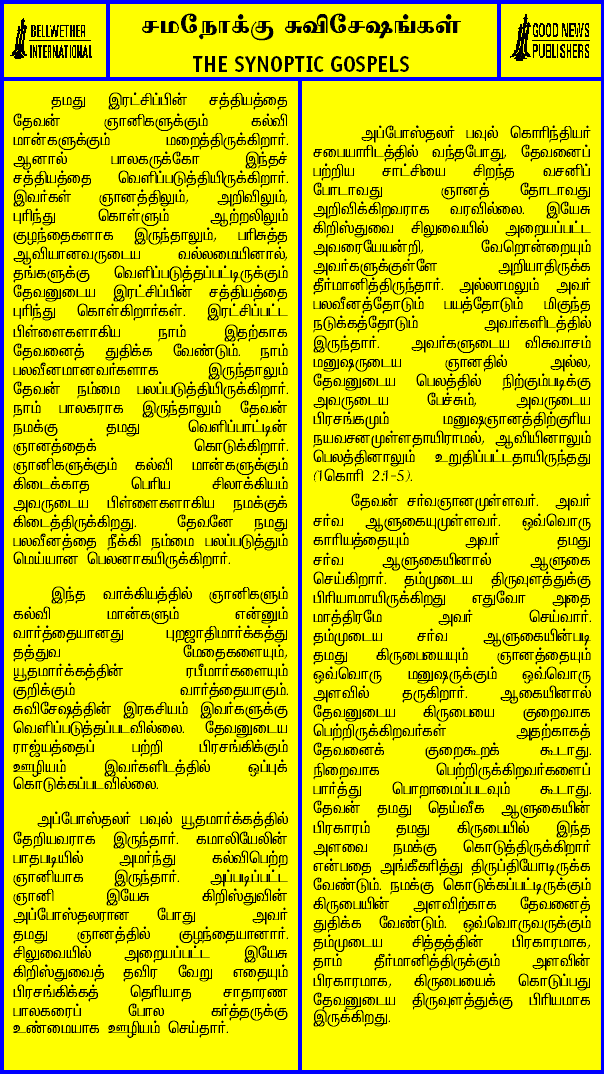 BELLWETHER
INTERNATIONAL
சமநோக்கு சுவிசேஷங்கள்
THE SYNOPTIC GOSPELS
GOOD NEWS
PUBLISHERS
தமது இரட்சிப்பின் சத்தியத்தை
தேவன் ஞானிகளுக்கும் கல்வி
மான்களுக்கும் மறைத்திருக்கிறார்.
ஆனால் பாலகருக்கோ இந்தச்
சத்தியத்தை வெளிப்படுத்தியிருக்கிறார்.
இவர்கள் ஞானத்திலும், அறிவிலும்,
புரிந்து கொள்ளும் ஆற்றலிலும்
குழந்தைகளாக இருந்தாலும், பரிசுத்த
ஆவியானவருடைய வல்லமையினால்,
தங்களுக்கு வெளிப்படுத்தப்பட்டிருக்கும்
தேவனுடைய இரட்சிப்பின் சத்தியத்தை
புரிந்து கொள்கிறார்கள். இரட்சிப்பட்ட
பிள்ளைகளாகிய நாம் இதற்காக
தேவனைத் துதிக்க வேண்டும். நாம்
பலவீனமானவர்களாக இருந்தாலும்
தேவன் நம்மை பலப்படுத்தியிருக்கிறார்.
நாம் பாலகராக இருந்தாலும் தேவன்
நமக்கு தமது வெளிப்பாட்டின்
ஞானத்தைக் கொடுக்கிறார்.
ஞானிகளுக்கும் கல்வி மான்களுக்கும்
கிடைக்காத பெரிய சிலாக்கியம்
அவருடைய பிள்ளைகளாகிய நமக்குக்
கிடைத்திருக்கிறது. தேவனே நமது
பலவீனத்தை நீக்கி நம்மை பலப்படுத்தும்
மெய்யான பெலனாகயிருக்கிறார்.
இந்த வாக்கியத்தில் ஞானிகளும்
கல்வி மான்களும் என்னும்
வார்த்தையானது புறஜாதிமார்க்கத்து
தத்துவ மேதைகளையும்,
யூதமார்க்கத்தின் ரபீமார்களையும்
குறிக்கும் வார்த்தையாகும்.
சுவிசேஷத்தின் இரகசியம் இவர்களுக்கு
வெளிப்படுத்தப்படவில்லை. தேவனுடைய
ராஜ்யத்தைப் பற்றி பிரசங்கிக்கும்
ஊழியம் இவர்களிடத்தில் ஒப்புக்
கொடுக்கப்படவில்லை.
அப்போஸ்தலர் பவுல் யூதமார்க்கத்தில்
தேறியவராக இருந்தார். கமாலியேலின்
பாதபடியில் அமர்ந்து கல்விபெற்ற
ஞானியாக இருந்தார். அப்படிப்பட்ட
ஞானி இயேசு கிறிஸ்துவின்
அப்போஸ்தலரான போது அவர்
தமது ஞானத்தில் குழந்தையானார்.
சிலுவையில் அறையப்பட்ட இயேசு
கிறிஸ்துவைத் தவிர வேறு எதையும்
பிரசங்கிக்கத் தெரியாத சாதாரண
பாலகரைப் போல கர்த்தருக்கு
உண்மையாக ஊழியம் செய்தார்.
அப்போஸ்தலர் பவுல் கொரிந்தியர்
சபையாரிடத்தில் வந்தபோது, தேவனைப்
பற்றிய சாட்சியை சிறந்த வசனிப்
போடாவது ஞானத் தோடாவது
அறிவிக்கிறவராக வரவில்லை. இயேசு
கிறிஸ்துவை சிலுவையில் அறையப்பட்ட
அவரையேயன்றி, வேறொன்றையும்
அவர்களுக்குள்ளே அறியாதிருக்க
தீர்மானித்திருந்தார். அல்லாமலும் அவர்
பலவீனத்தோடும் பயத்தோடும் மிகுந்த
நடுக்கத்தோடும் அவர்களிடத்தில்
இருந்தார். அவர்களுடைய விசுவாசம்
மனுஷருடைய ஞானதில் அல்ல,
தேவனுடைய பெலத்தில் நிற்கும்படிக்கு
அவருடைய பேச்சும், அவருடைய
பிரசங்கமும் மனுஷஞானத்திற்குரிய
நயவசனமுள்ளதாயிராமல், ஆவியினாலும்
பெலத்தினாலும் உறுதிப்பட்டதாயிருந்தது
(1கொரி 2:1-5).
தேவன் சர்வஞானமுள்ளவர். அவர்
சர்வ ஆளுகையுமுள்ளவர். ஒவ்வொரு
காரியத்தையும் அவர் தமது
சர்வ ஆளுகையினால் ஆளுகை
செய்கிறார். தம்முடைய திருவுளத்துக்கு
பிரியாமாயிருக்கிறது எதுவோ அதை
மாத்திரமே அவர் செய்வார்.
தம்முடைய சர்வ ஆளுகையின்படி
தமது கிருபையையும் ஞானத்தையும்
ஒவ்வொரு மனுஷருக்கும் ஒவ்வொரு
அளவில் தருகிறார். ஆகையினால்
தேவனுடைய கிருபையை குறைவாக
பெற்றிருக்கிறவர்கள் அதற்காகத்
தேவனைக் குறைகூறக் கூடாது.
நிறைவாக பெற்றிருக்கிறவர்களைப்
பார்த்து பொறாமைப்படவும் கூடாது.
தேவன் தமது தெய்வீக ஆளுகையின்
பிரகாரம் தமது கிருபையில் இந்த
அளவை நமக்கு கொடுத்திருக்கிறார்
என்பதை அங்கீகரித்து திருப்தியோடிருக்க
வேண்டும். நமக்கு கொடுக்கப்பட்டிருக்கும்
கிருபையின் அளவிற்காக தேவனைத்
துதிக்க வேண்டும். ஒவ்வொருவருக்கும்
தம்முடைய சித்தத்தின் பிரகாரமாக,
தாம் தீர்மானித்திருக்கும் அளவின்
பிரகாரமாக, கிருபையைக் கொடுப்பது
தேவனுடைய திருவுளத்துக்கு பிரியமாக
இருக்கிறது.